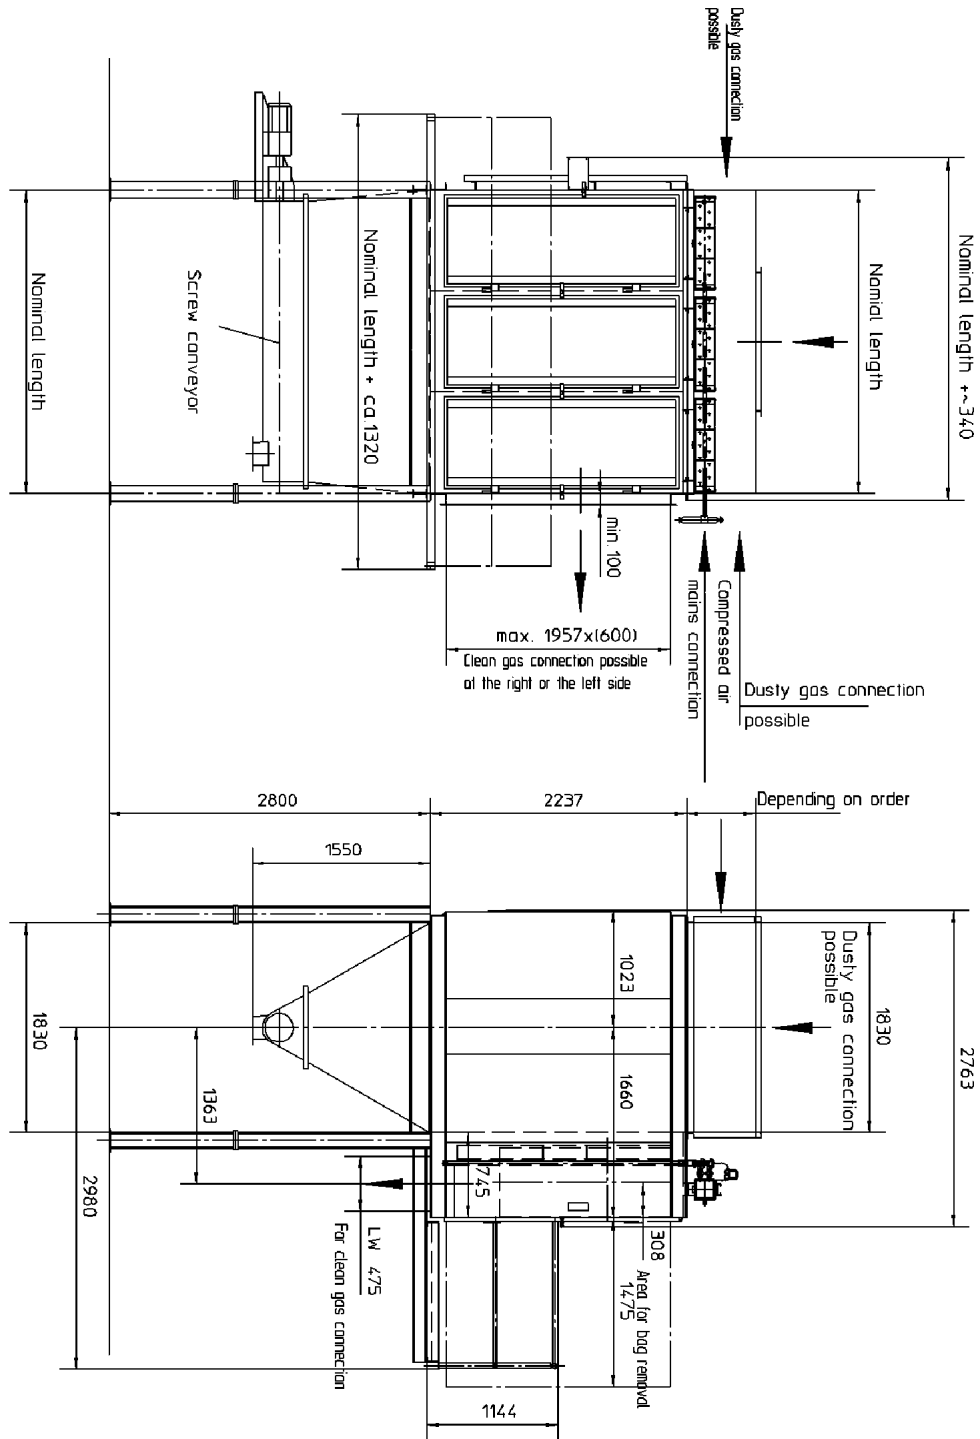 Dusty gas connection
possible
Nominal length +~340
Nomial length
Nominal length + ca.1320
Screw conveyor
Nominal length
min. 100
max. 1957x(600)
Clean gas connection possible
at the right or the left side
Compressed air
mains connection
Dusty gas connection
possible
2800
2237
Depending on order
1550
Dusty gas connection
possible
1023
1830
1830
2763
1660
1363
745
2980
LW 475
For clean gas connection
308
Area for bag removal
1475
1144